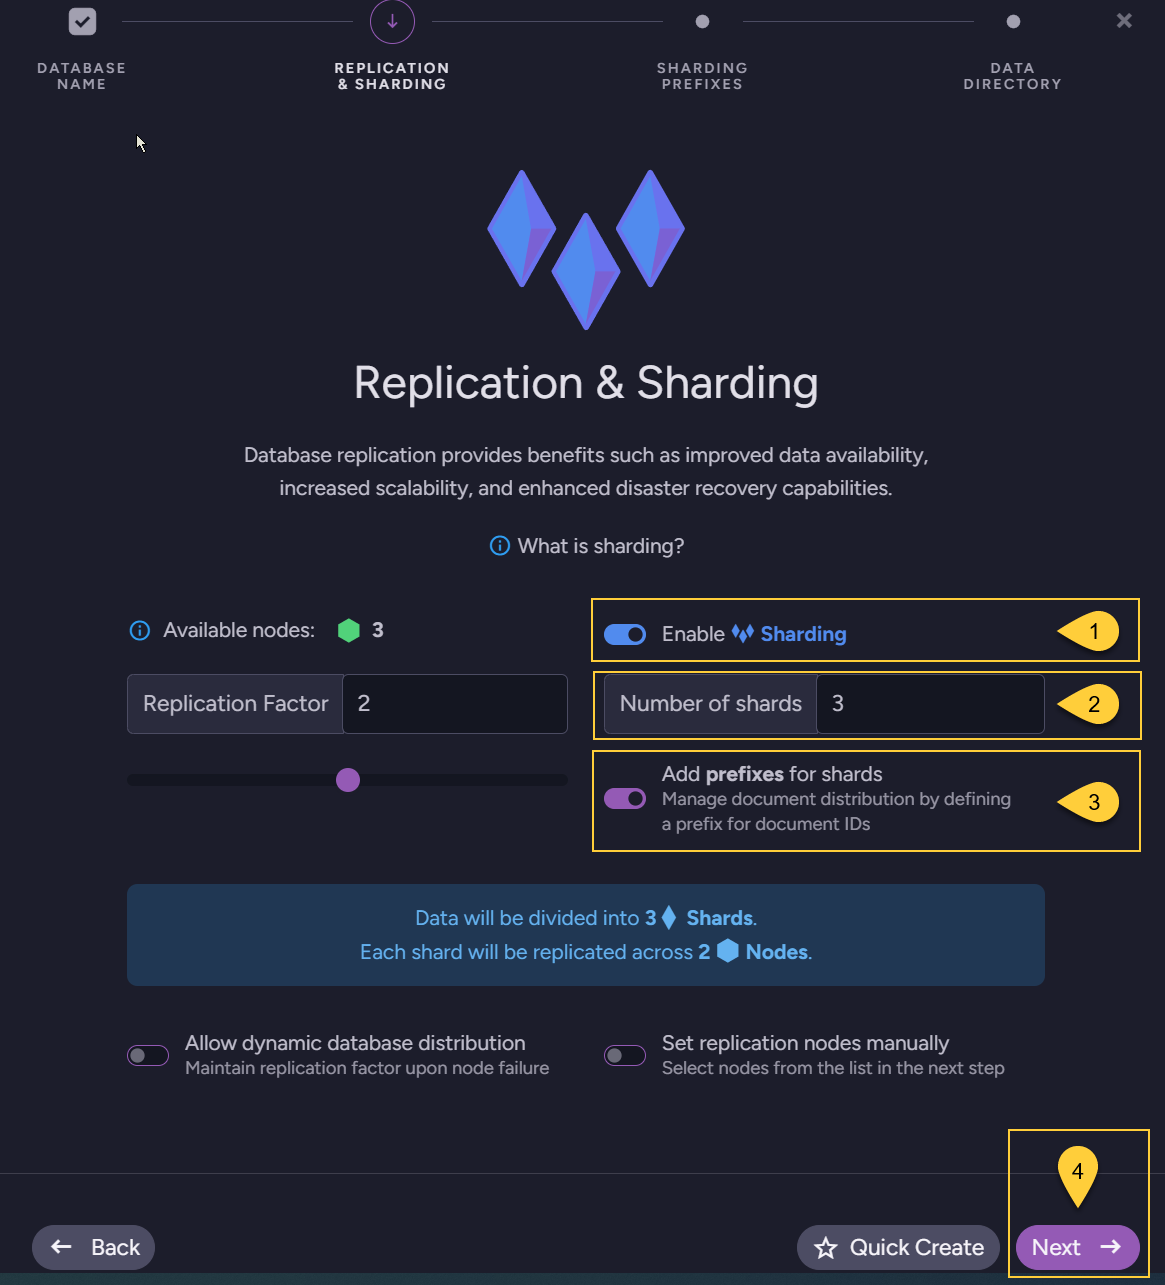 DATABASE
NAME
REPLICATION
& SHARDING
SHARDING
PREFIXES
DATA
DIRECTORY
Replication & Sharding
Database replication provides benefits such as improved data availability,
increased scalability, and enhanced disaster recovery capabilities.
What is sharding?
Available nodes: 3
Enable Sharding
1
Replication Factor 2
Number of shards 3
2
Add prefixes for shards
Manage document distribution by defining
a prefix for document IDs
3
Data will be divided into 3 Shards.
Each shard will be replicated across 2 Nodes.
Allow dynamic database distribution
Maintain replication factor upon node failure
Set replication nodes manually
Select nodes from the list in the next step
4
Back
Quick Create
Next